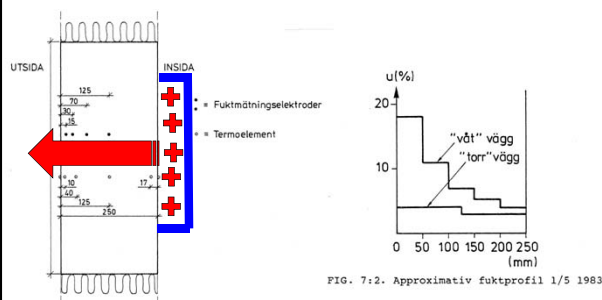 UTSIDA
INSIDA
125
70
30
15
= Fuktmätningselektroder
= Termoelement
10
17
40
125
250
u(%)
20
10
"våt" vägg
"torr" vägg
0 50 100 150 200 250
(mm)
FIG. 7:2. Approximativ fuktprofil 1/5 1983